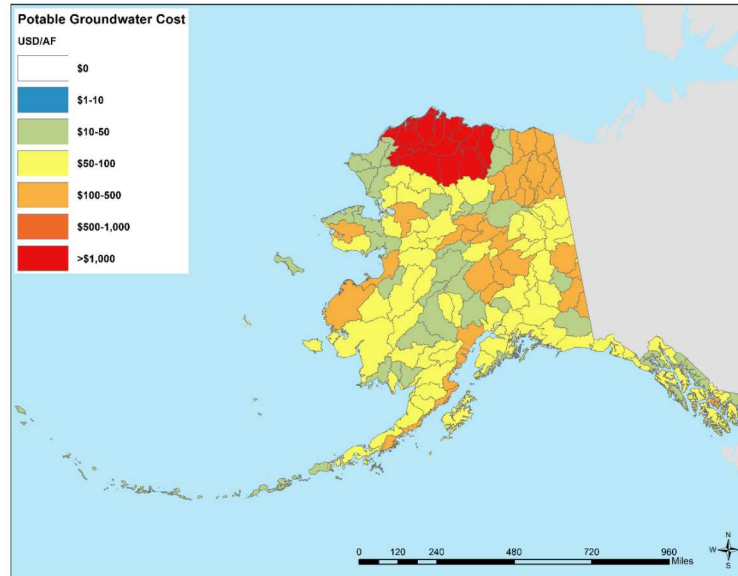 Potable Groundwater Cost
USD/AF
$0
$1-10
$10-50
$50-100
$100-500
$500-1,000
>$1,000
0 120 240 480 720 960
Miles
N
W E
S